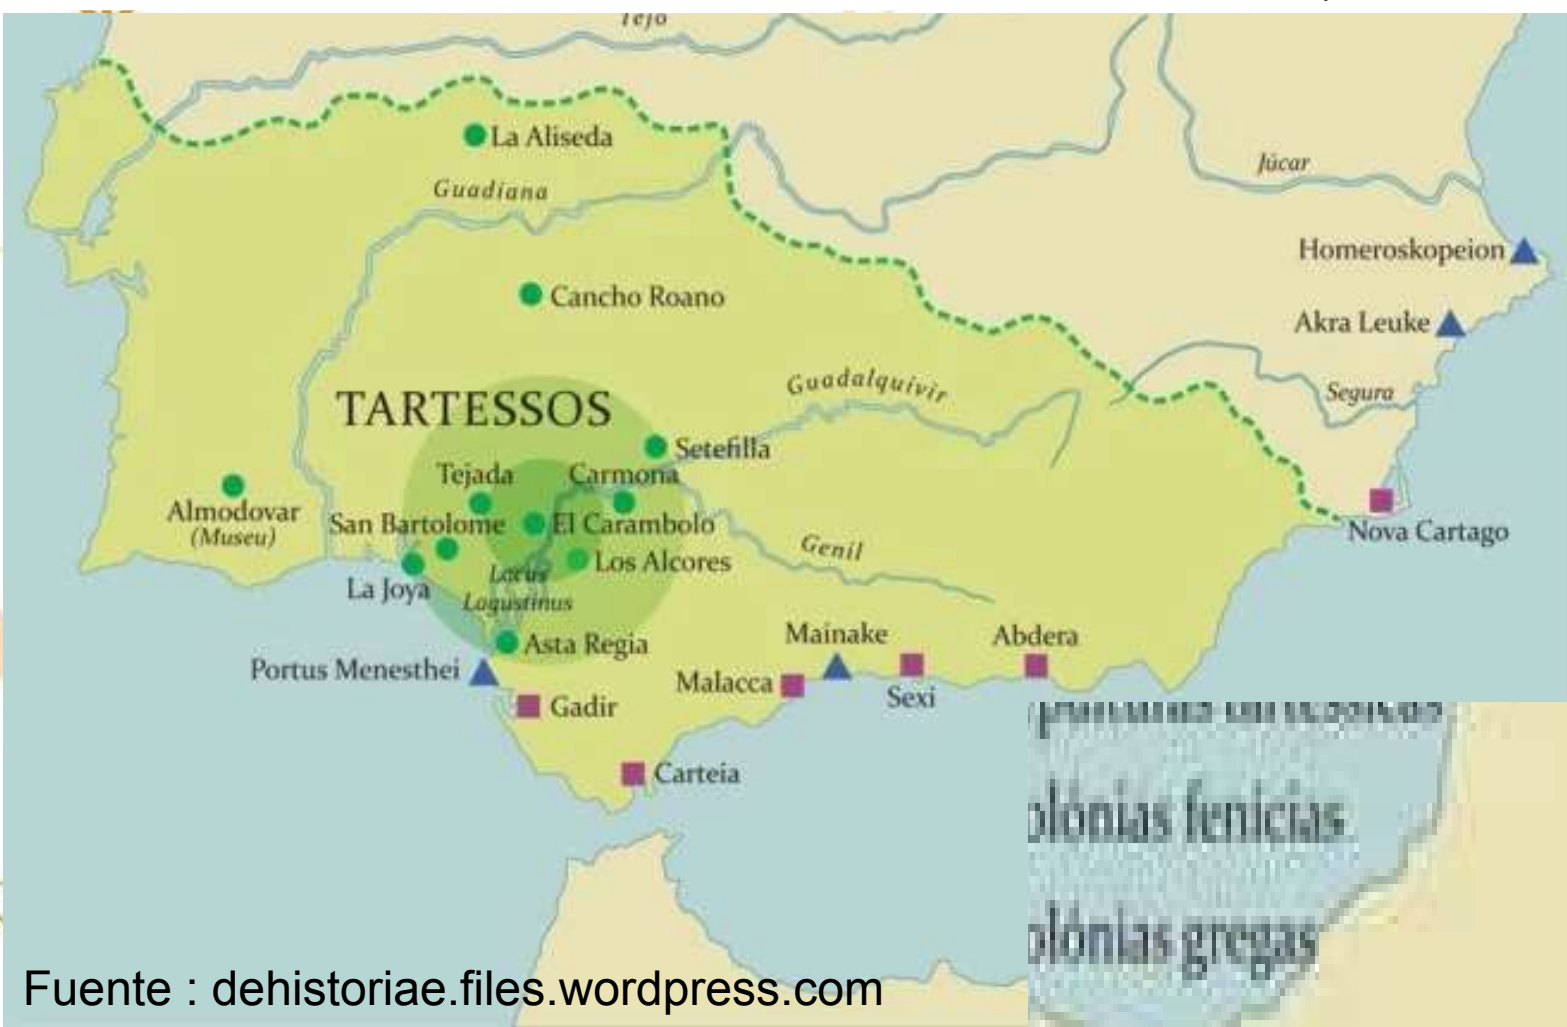 Tejo
La Aliseda
Guadiana
Júcar
Homeroskopeion
Cancho Roano
Akra Leuke
Guadalquivir
Segura
TARTESSOS
Setefilla
Tejada
Carmona
Almodovar
(Museu)
San Bartolome
El Carambolo
Nova Cartago
Genil
Los Alcores
La Joya
Lacus
Lagustinus
Mainake
Abdera
Asta Regia
Portus Menesthei
Malacca
Sexi
Gadir
Carteia
olónias fenicias
olónias gregas
Fuente : dehistoriae.files.wordpress.com